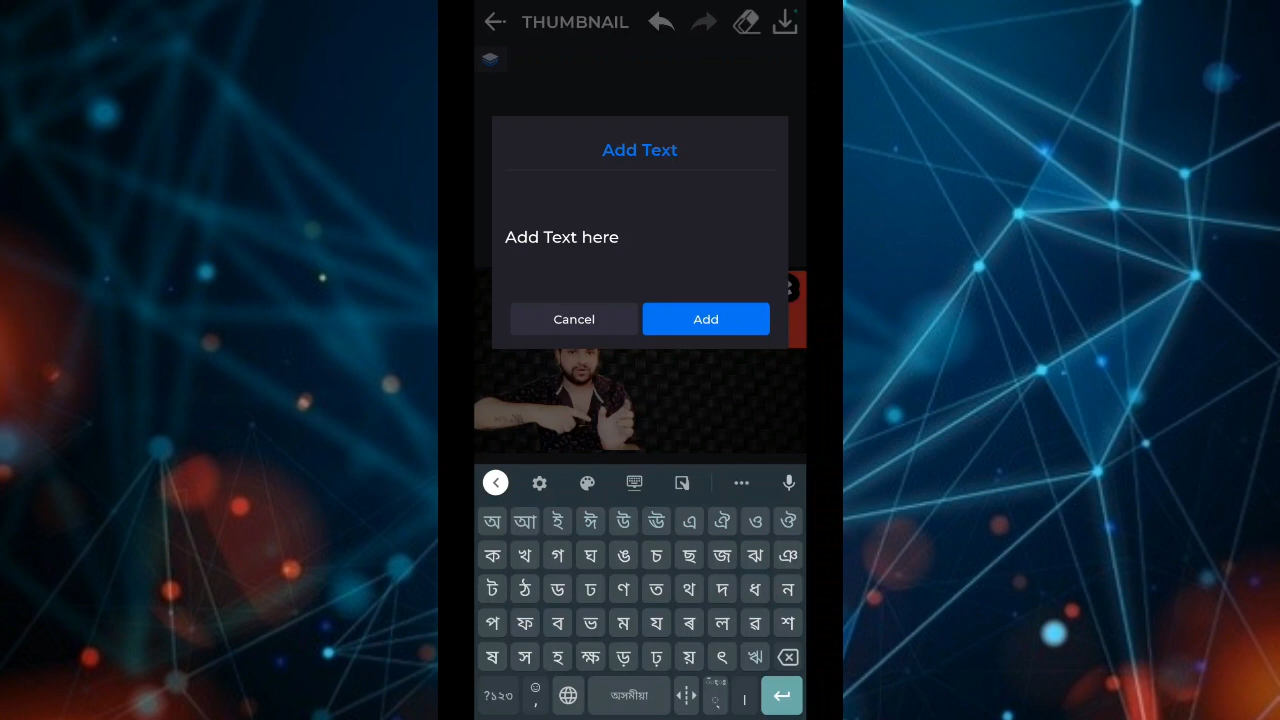 THUMBNAIL
Add Text
Add Text here
Cancel Add
অ আ ই ঈ উ ঊ এ ঐ ও ঔ
ক খ গ ঘ ঙ চ ছ জ ঝ ঞ
ট ঠ ড ঢ ণ ত থ দ ধ ন
প ফ ব ভ ম য ৰ ল ৱ শ
ষ স হ ক্ষ ড় ঢ় য় ৎ ঋ
?১২৩ , অসমীয়া ্ ।